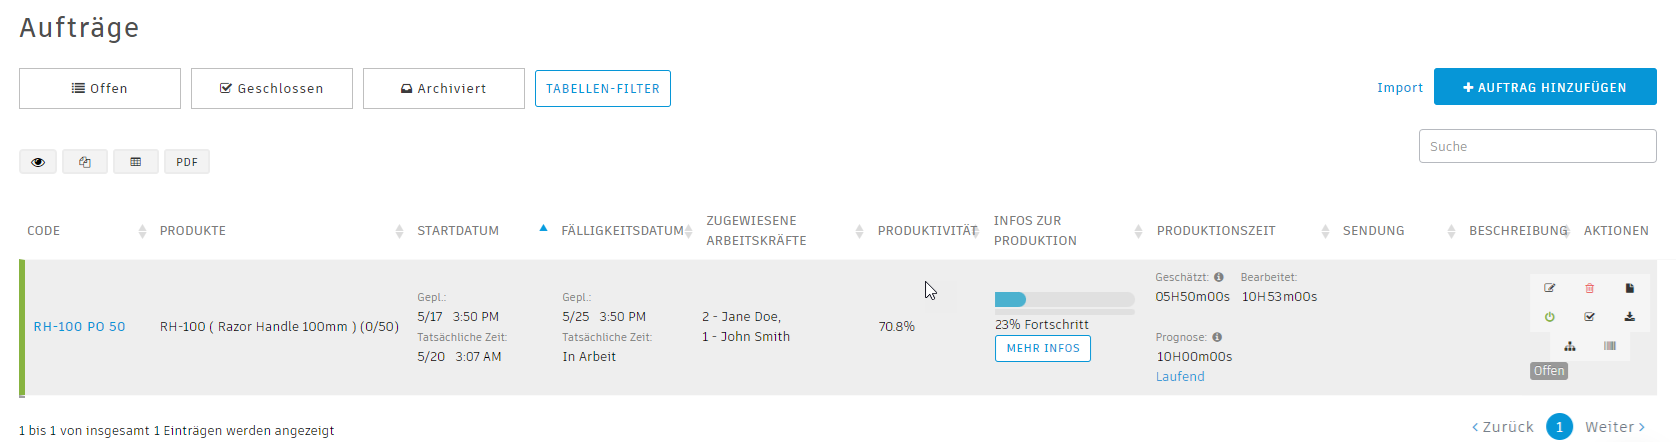 Aufträge
Offen
Geschlossen
Archiviert
TABELLEN-FILTER
Import
AUFTRAG HINZUFÜGEN
Suche
PDF
CODE PRODUKTE STARTDATUM FÄLLIGKEITSDATUM ZUGEWIESENE ARBEITSKRÄFTE PRODUKTIVITÄT INFOS ZUR PRODUKTION PRODUKTIONSZEIT SENDUNG BESCHREIBUNG AKTIONEN
RH-100 PO 50
RH-100 ( Razor Handle 100mm ) (0/50)
Gepl.:
5/17 3:50 PM
Tatsächliche Zeit:
5/20 3:07 AM
Gepl.:
5/25 3:50 PM
Tatsächliche Zeit:
In Arbeit
2 - Jane Doe,
1 - John Smith
70.8%
23% Fortschritt
MEHR INFOS
Geschätzt: Bearbeitet:
05H50m00s 10H53m00s
Prognose:
10H00m00s
Laufend
Offen
1 bis 1 von insgesamt 1 Einträgen werden angezeigt
Zurück 1 Weiter